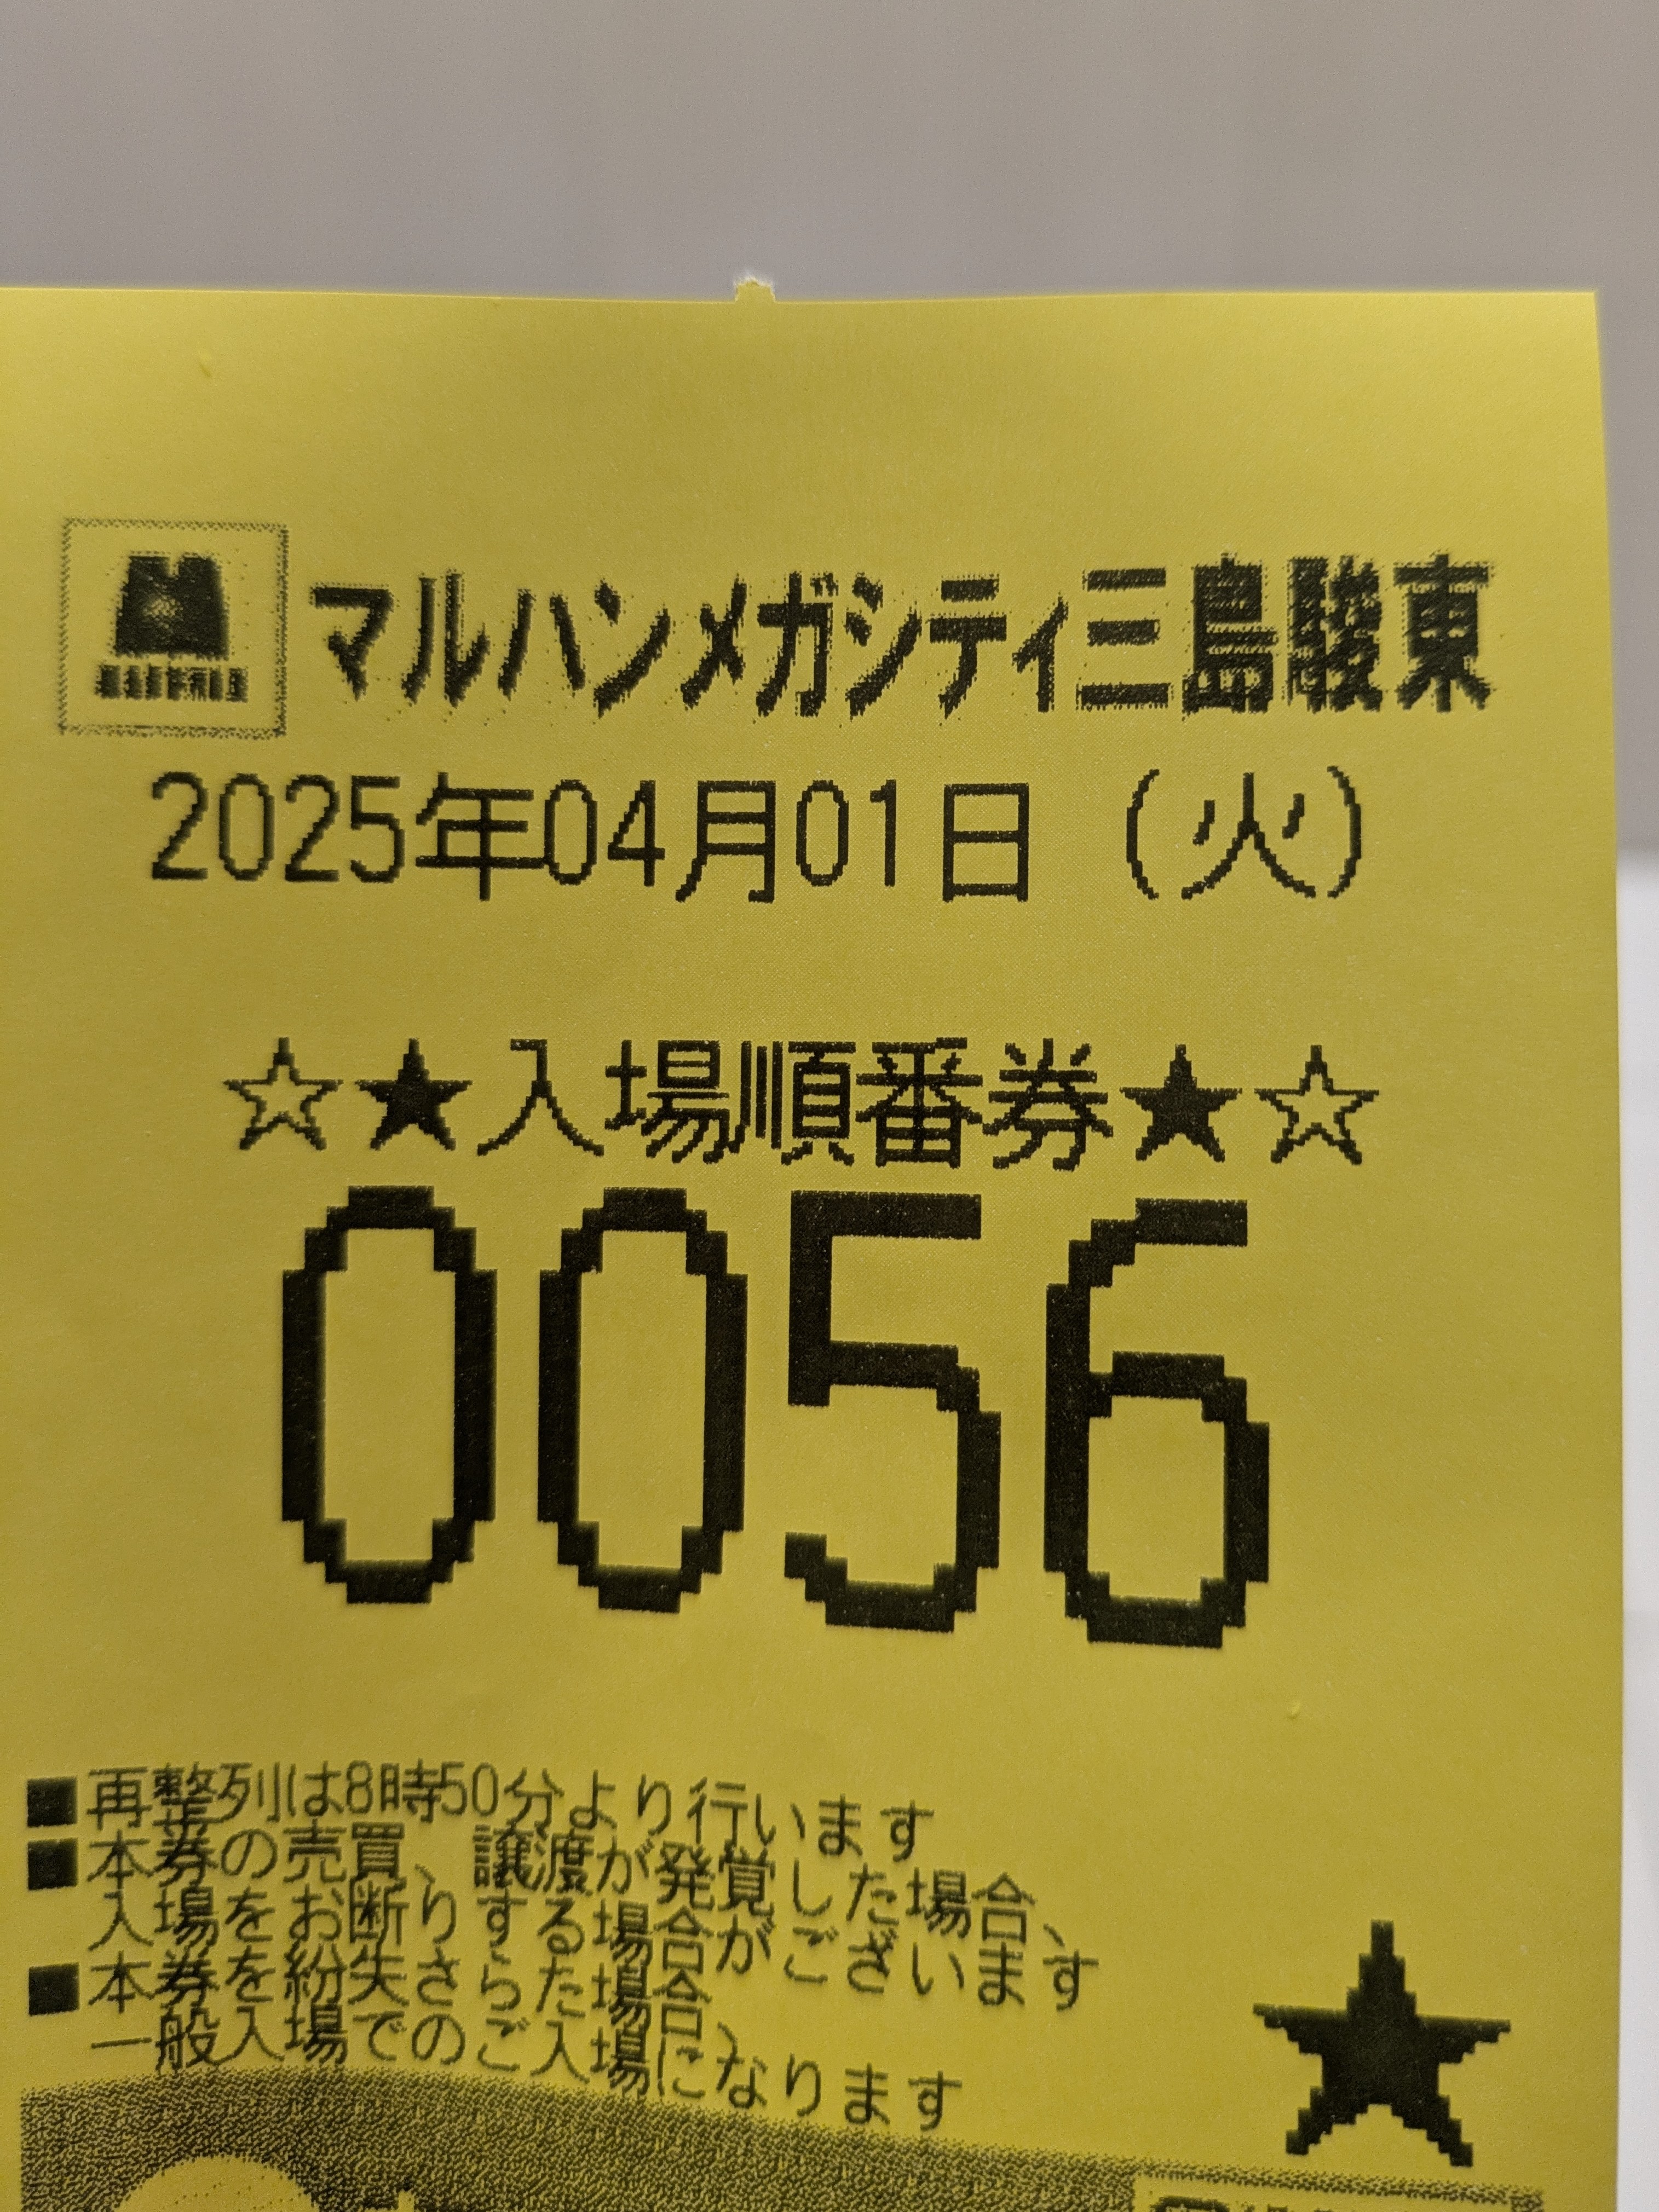 マルハンメガシティ三島駿東
2025年04月01日（火）
☆★入場順番券★☆
0056
■再整列は8時50分より行います
■本券の売買、譲渡が発覚した場合、
入場をお断りする場合がございます
■本券を紛失さらた場合、
一般入場でのご入場になります